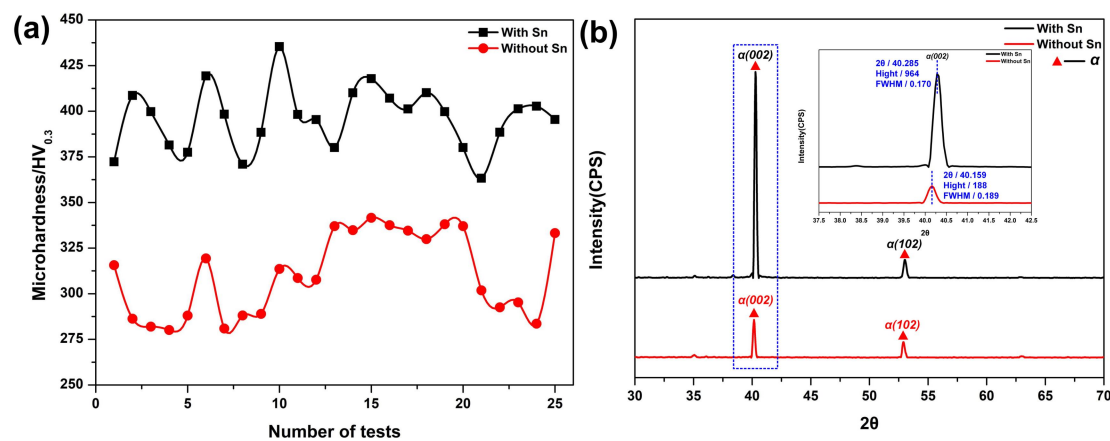 (a)
With Sn
Without Sn
Microhardness/HV0.3
450
425
400
375
350
325
300
275
250
0
5
10
15
20
25
Number of tests
(b)
With Sn
Without Sn
α
α(002)
α(102)
α(002)
α(102)
Intensity(CPS)
30
35
40
45
50
55
60
65
70
2θ
α(002)
With Sn
Without Sn
2θ / 40.285
Hight / 964
FWHM / 0.170
2θ / 40.159
Hight / 188
FWHM / 0.189
Intensity(CPS)
37.5
38.0
38.5
39.0
39.5
40.0
40.5
41.0
41.5
42.0
42.5
2θ